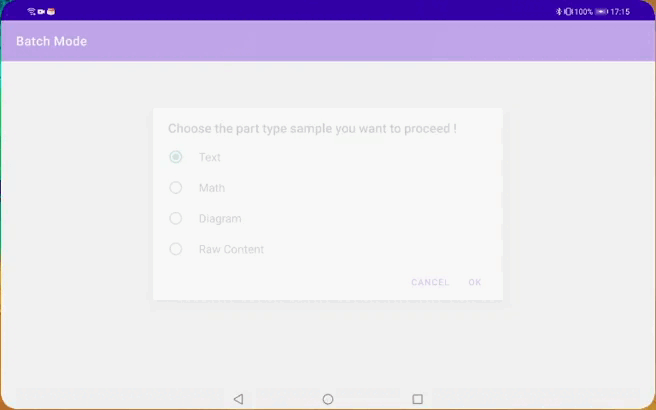 100% 17:15
Batch Mode
Choose the part type sample you want to proceed !
Text
Math
Diagram
Raw Content
CANCEL OK